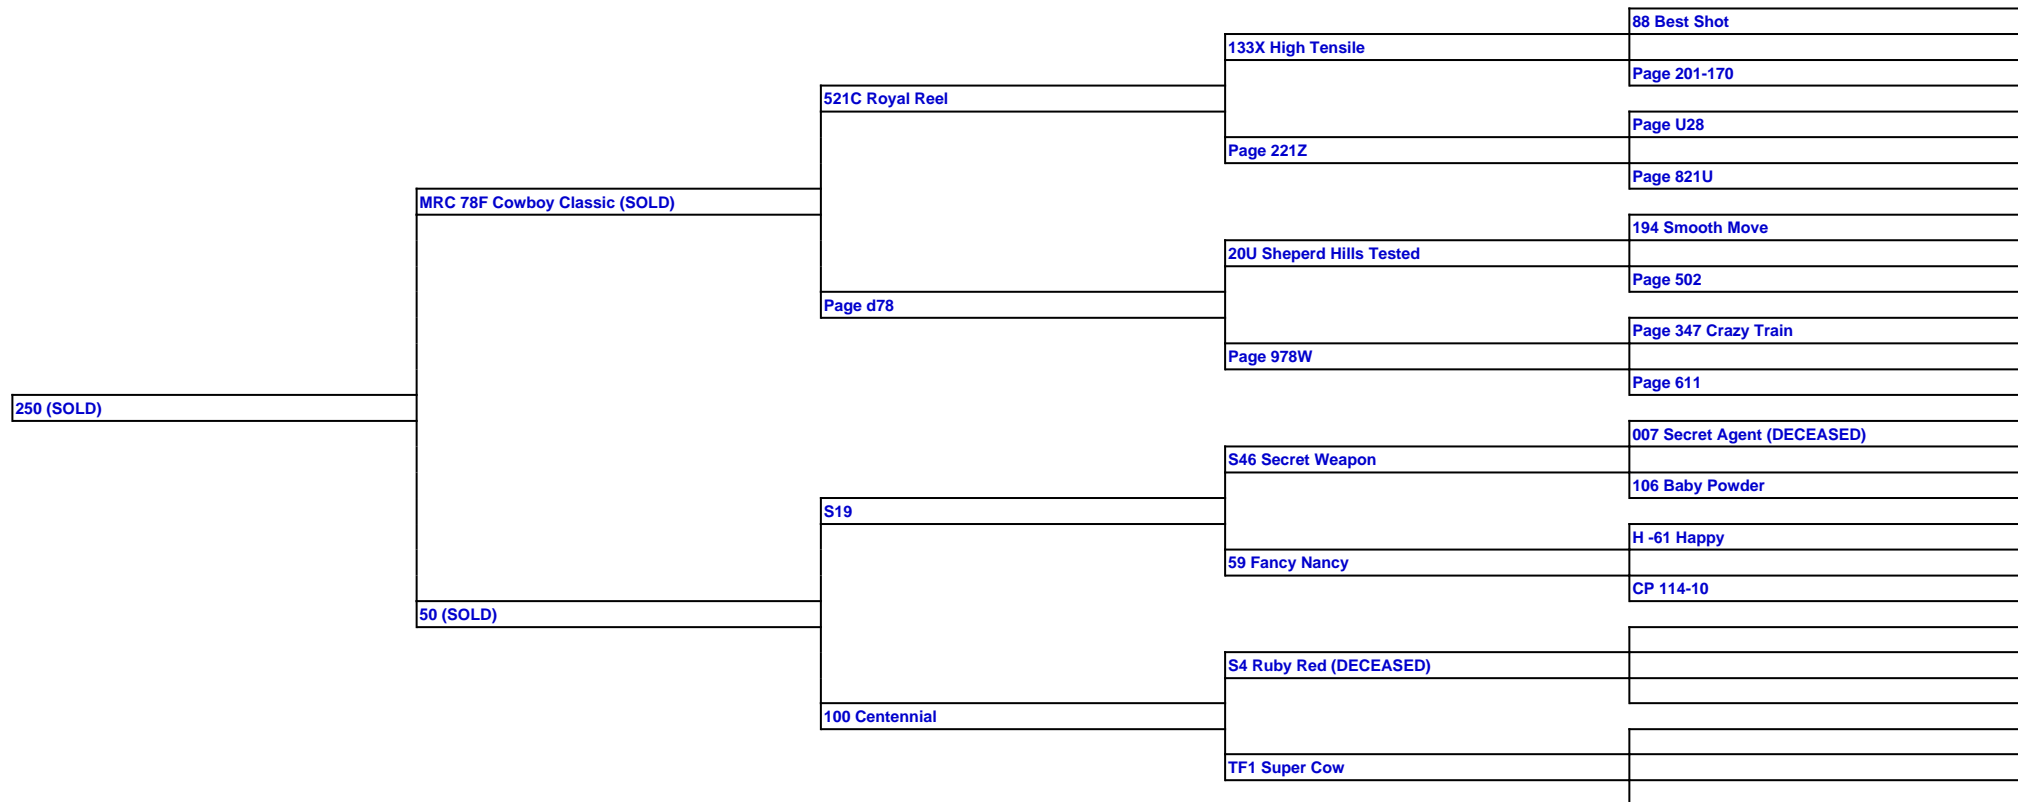 88 Best Shot
133X High Tensile
Page 201-170
521C Royal Reel
Page U28
Page 221Z
Page 821U
MRC 78F Cowboy Classic (SOLD)
194 Smooth Move
20U Sheperd Hills Tested
Page 502
Page d78
Page 347 Crazy Train
Page 978W
Page 611
250 (SOLD)
007 Secret Agent (DECEASED)
S46 Secret Weapon
106 Baby Powder
S19
H -61 Happy
59 Fancy Nancy
CP 114-10
50 (SOLD)
S4 Ruby Red (DECEASED)
100 Centennial
TF1 Super Cow